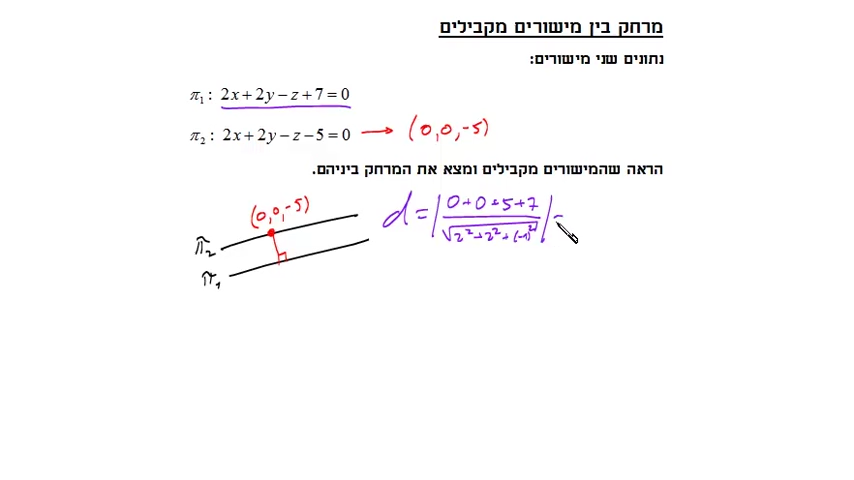 מרחק בין מישורים מקבילים
נתונים שני מישורים:
π₁: 2x+2y−z+7=0
π₂: 2x+2y−z−5=0 → (0,0,-5)
הראה שהמישורים מקבילים ומצא את המרחק ביניהם.
(0,0,-5)
π₂
π₁
d = |(0+0+5+7)/√(2²+2²+(-1)²)| =